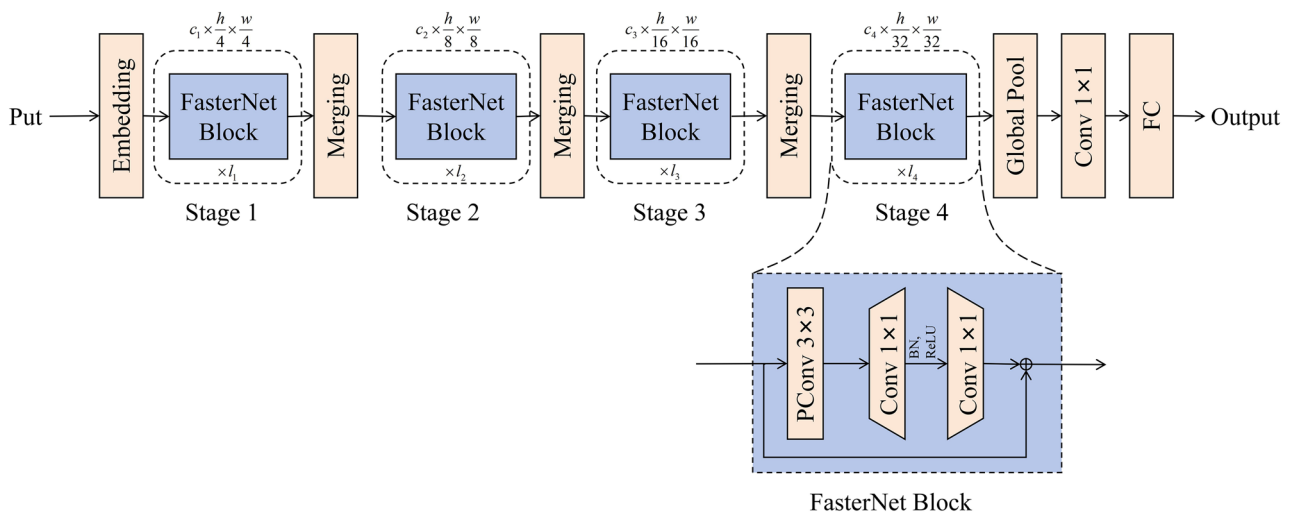 c₁ × h/4 × w/4
c₂ × h/8 × w/8
c₃ × h/16 × w/16
c₄ × h/32 × w/32
Put
Embedding
FasterNet
Block
× l₁
Stage 1
Merging
FasterNet
Block
× l₂
Stage 2
Merging
FasterNet
Block
× l₃
Stage 3
Merging
FasterNet
Block
× l₄
Stage 4
Global Pool
Conv 1×1
FC
Output
PConv 3×3
Conv 1×1
BN,
ReLU
Conv 1×1
FasterNet Block